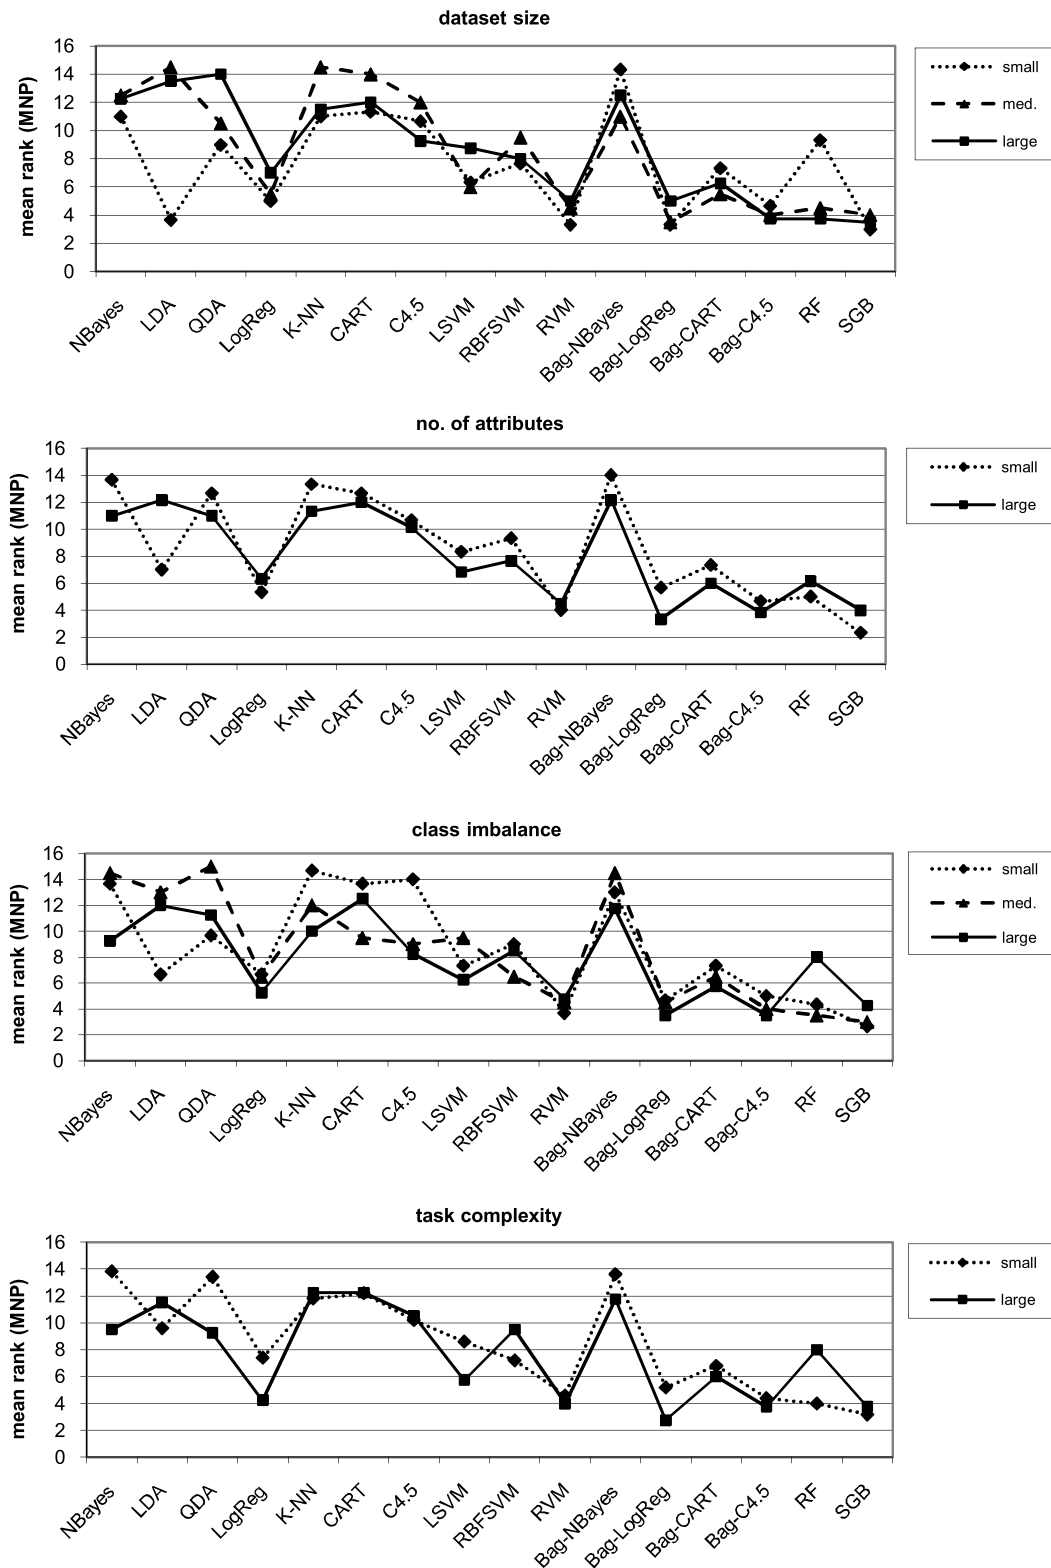 dataset size
mean rank (MNP)
16
14
12
10
8
6
4
2
0
NBayes
LDA
QDA
LogReg
K-NN
CART
C4.5
LSVM
RBFSVM
RVM
Bag-NBayes
Bag-LogReg
Bag-CART
Bag-C4.5
RF
SGB
small
med.
large
no. of attributes
mean rank (MNP)
16
14
12
10
8
6
4
2
0
NBayes
LDA
QDA
LogReg
K-NN
CART
C4.5
LSVM
RBFSVM
RVM
Bag-NBayes
Bag-LogReg
Bag-CART
Bag-C4.5
RF
SGB
small
large
class imbalance
mean rank (MNP)
16
14
12
10
8
6
4
2
0
NBayes
LDA
QDA
LogReg
K-NN
CART
C4.5
LSVM
RBFSVM
RVM
Bag-NBayes
Bag-LogReg
Bag-CART
Bag-C4.5
RF
SGB
small
med.
large
task complexity
mean rank (MNP)
16
14
12
10
8
6
4
2
0
NBayes
LDA
QDA
LogReg
K-NN
CART
C4.5
LSVM
RBFSVM
RVM
Bag-NBayes
Bag-LogReg
Bag-CART
Bag-C4.5
RF
SGB
small
large